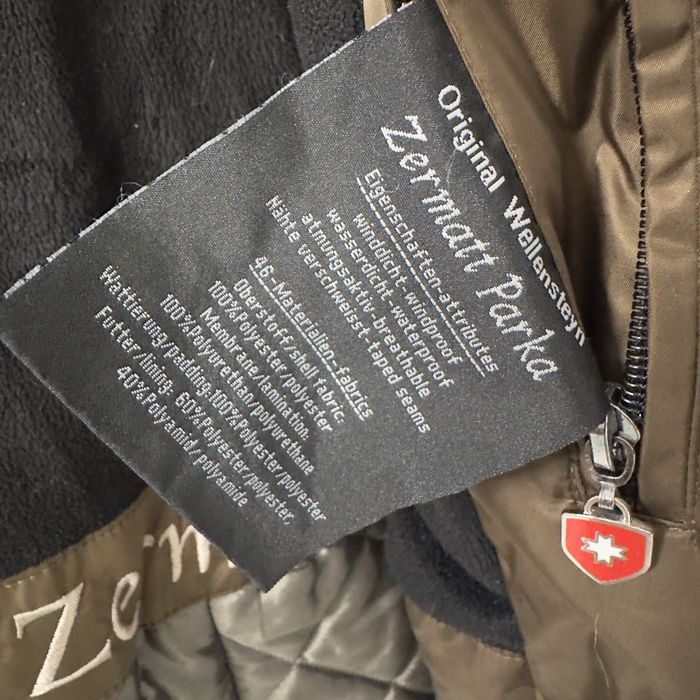 Original Wellensteyn
Zermatt Parka
Eigenschaften-attributes
winddicht-windproof
wasserdicht-waterproof
atmungsaktiv-breathable
Nähte verschweisst-taped seams
46-Materialien-fabrics
Oberstoff/shell fabric:
100%Polyester/polyester
Membrane/lamination:
100%Polyurethan/polyurethane
Wattierung/padding:100%Polyester/polyester
Futter/lining: 60%Polyester/polyester,
40%Polyamid/polyamide
Zerm